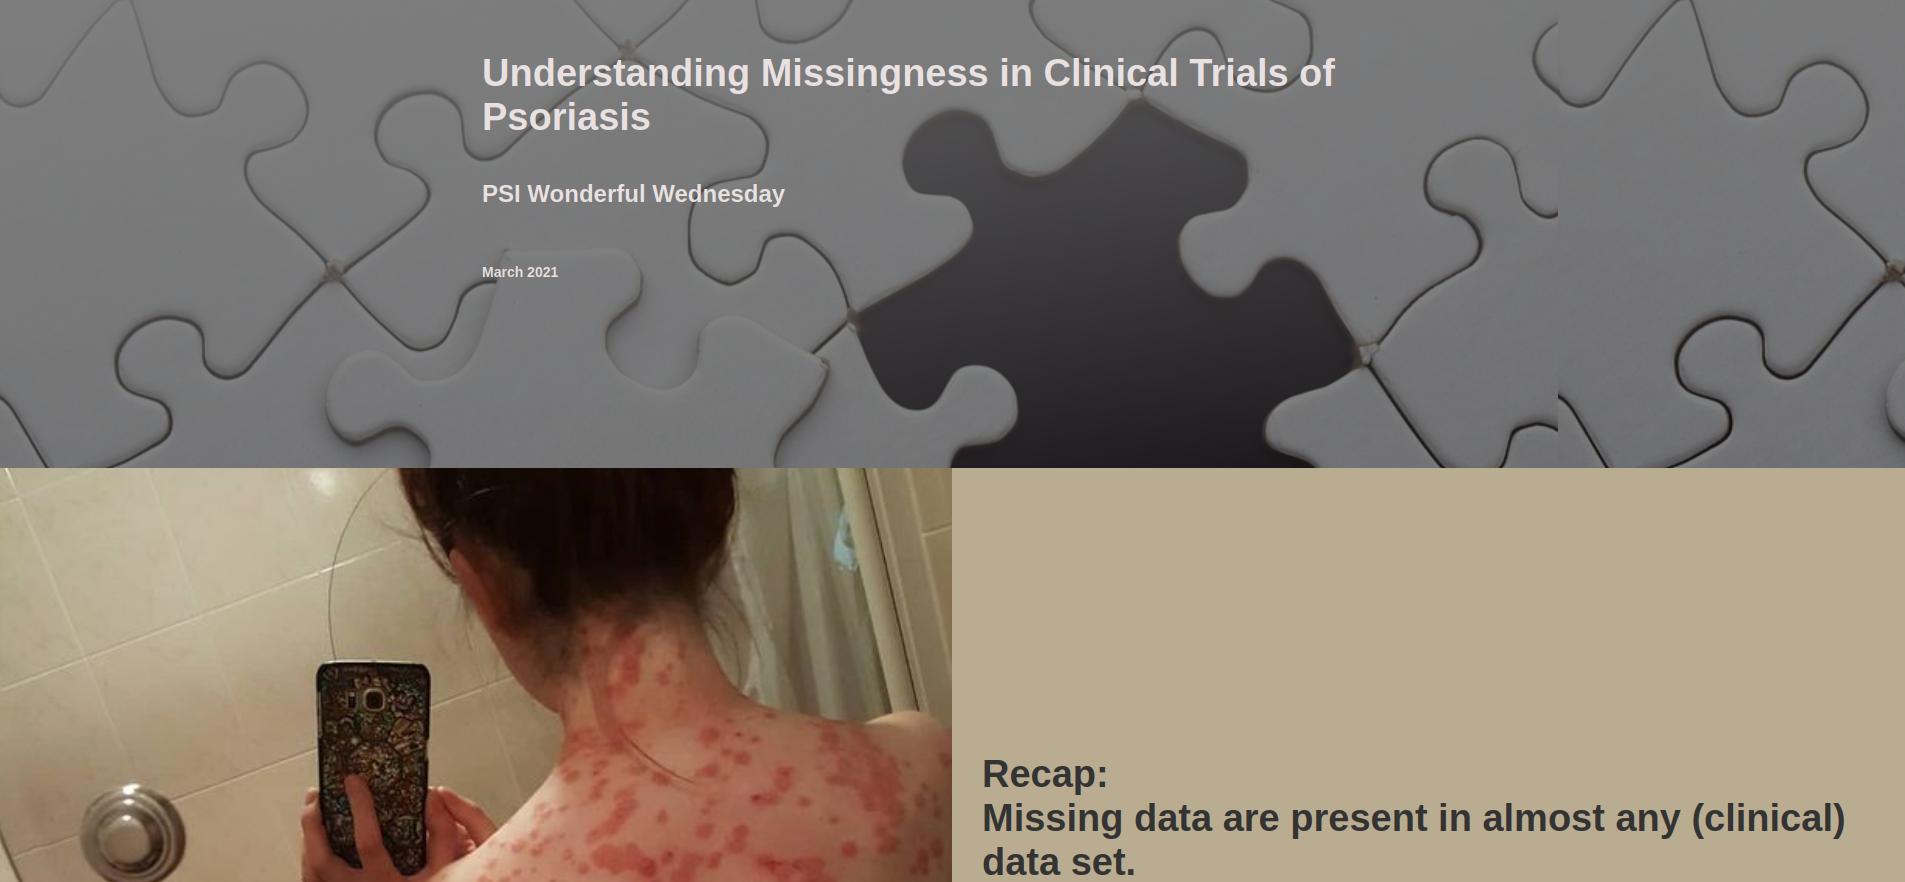 Understanding Missingness in Clinical Trials of
Psoriasis
PSI Wonderful Wednesday
March 2021
Recap:
Missing data are present in almost any (clinical)
data set.